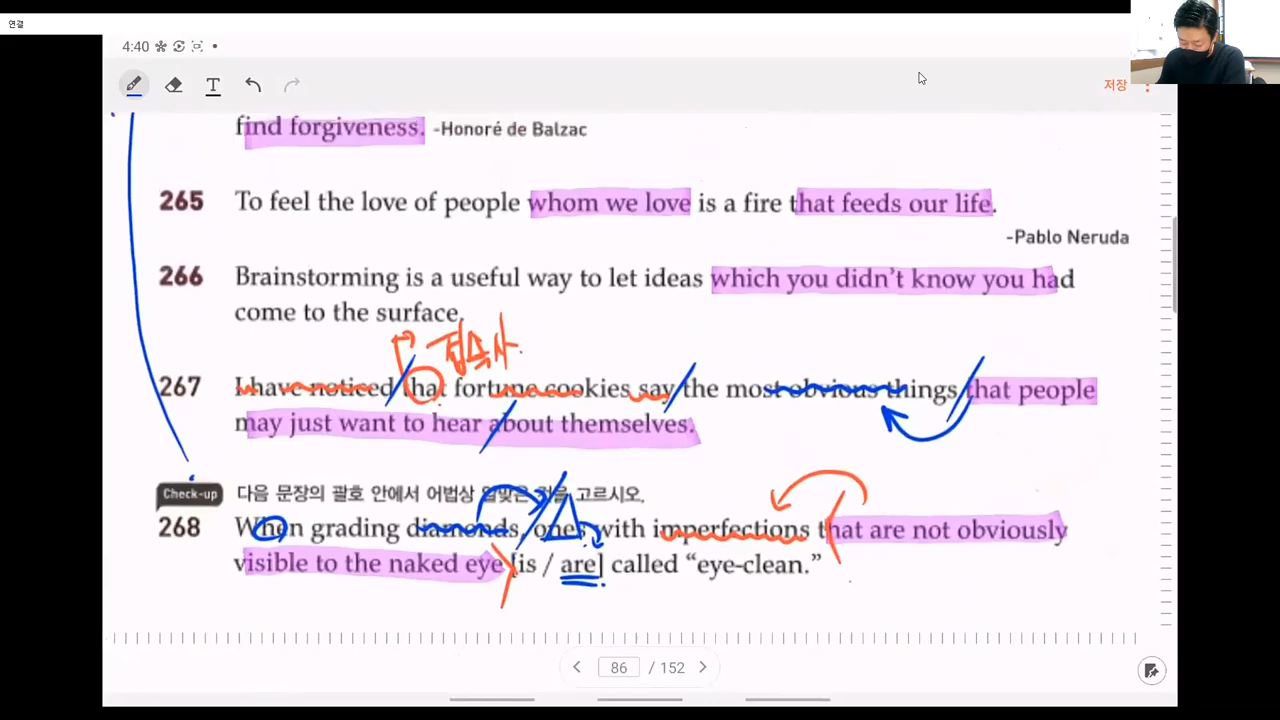 연결
4:40
T
저장
find forgiveness. -Honoré de Balzac
265 To feel the love of people whom we love is a fire that feeds our life.
-Pablo Neruda
266 Brainstorming is a useful way to let ideas which you didn't know you had
come to the surface.
접속사
267 I have noticed that fortune cookies say the most obvious things that people
may just want to hear about themselves.
Check-up 다음 문장의 괄호 안에서 어법상 알맞은 것을 고르시오.
268 When grading diamonds, ones with imperfections that are not obviously
visible to the naked eye [is / are] called “eye-clean.”
86 / 152